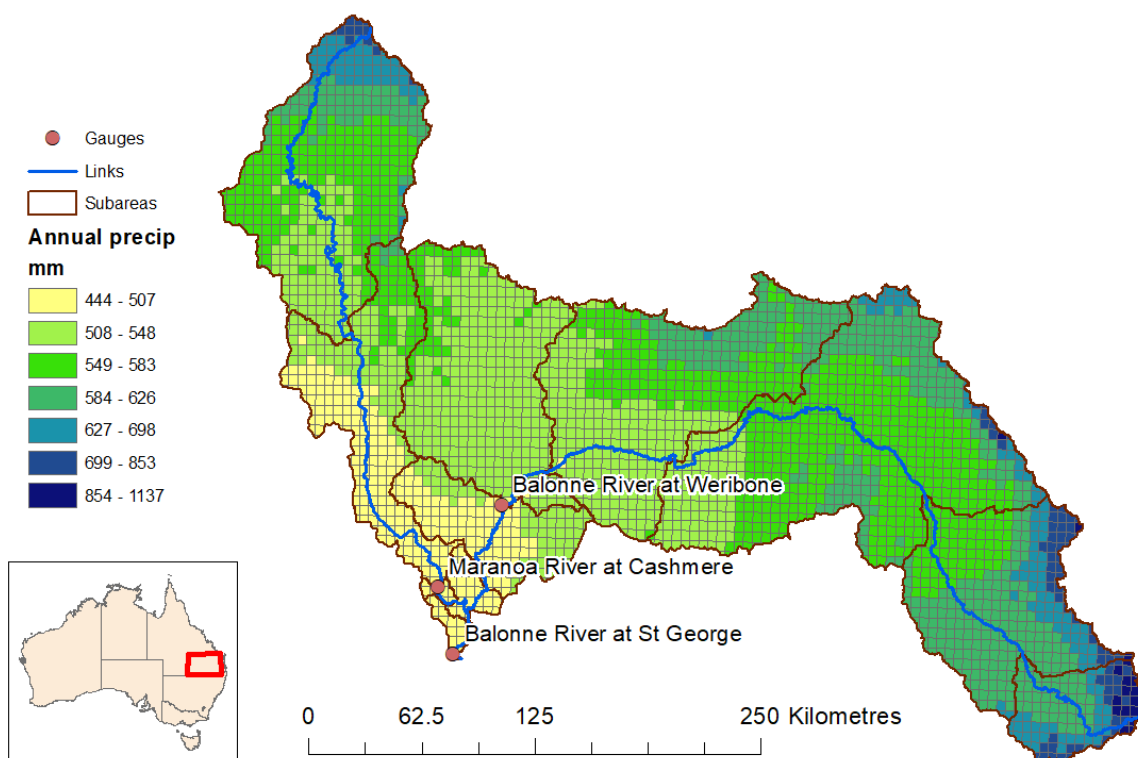 Gauges
Links
Subareas
Annual precip
mm
444 - 507
508 - 548
549 - 583
584 - 626
627 - 698
699 - 853
854 - 1137
Balonne River at Weribone
Maranoa River at Cashmere
Balonne River at St George
0 62.5 125 250 Kilometres